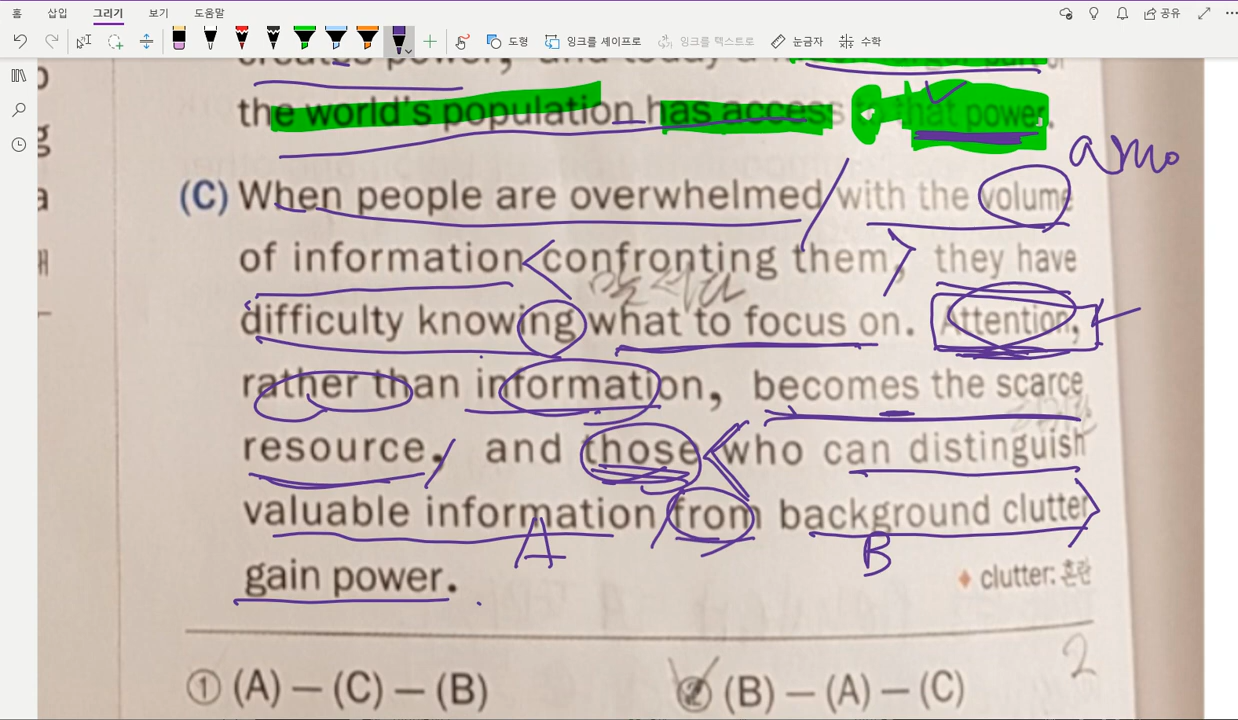 홈 삽입 그리기 보기 도움말 공유
도형 잉크를 셰이프로 잉크를 텍스트로 눈금자 수학
the world's population has access to that power.
(C) When people are overwhelmed with the volume
of information confronting them, they have
difficulty knowing what to focus on. Attention,
rather than information, becomes the scarce
resource, and those who can distinguish
valuable information from background clutter
A B
gain power.
clutter: 혼란
2
① (A) – (C) – (B) ② (B) – (A) – (C)